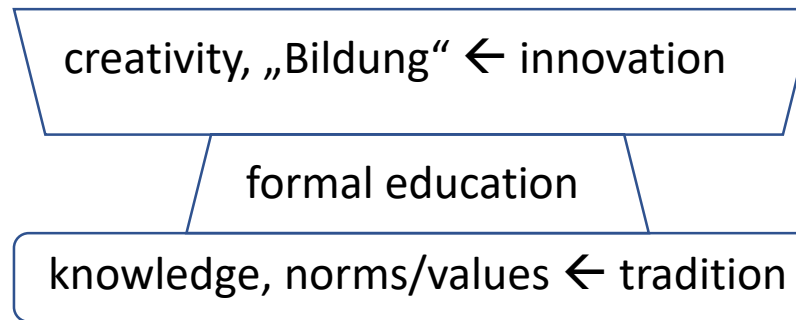 creativity, „Bildung“ ← innovation
formal education
knowledge, norms/values ← tradition